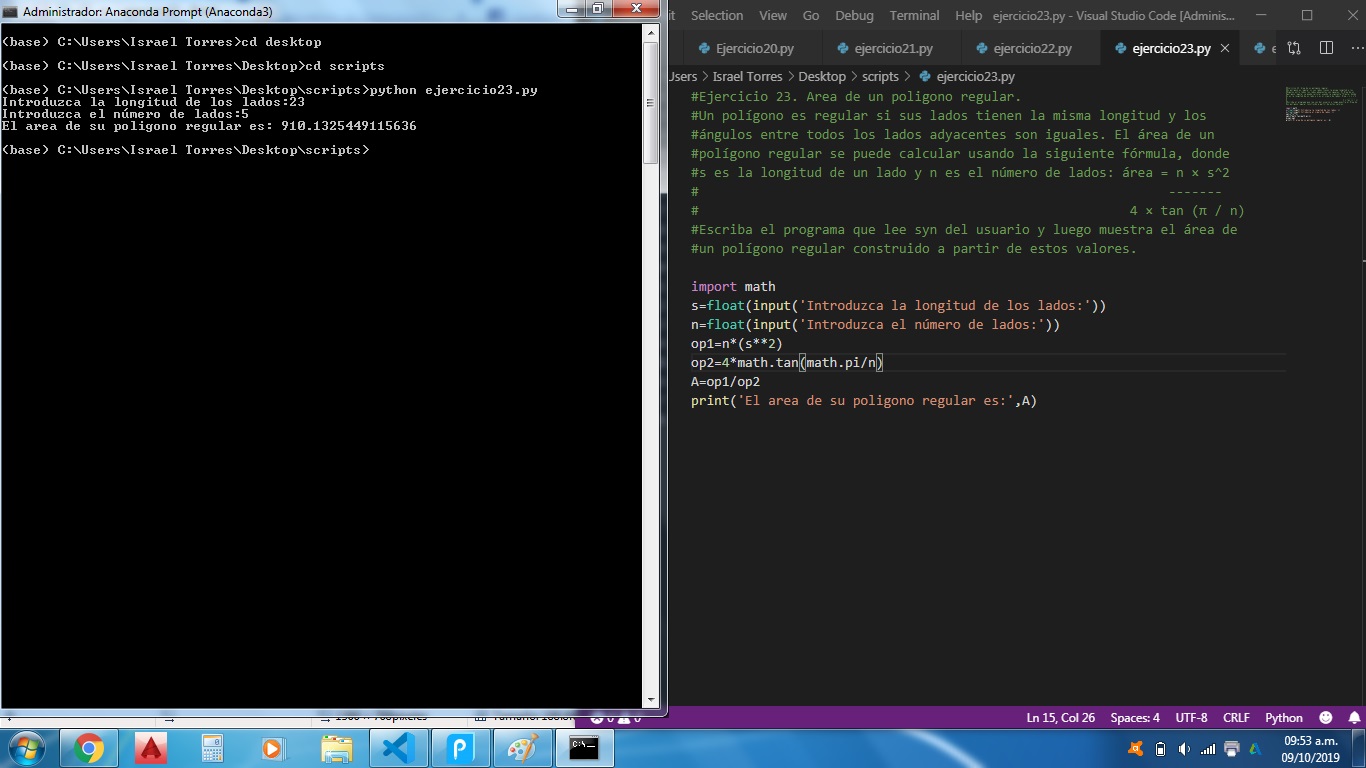 Administrador: Anaconda Prompt (Anaconda3)
(base) C:\Users\Israel Torres>cd desktop
(base) C:\Users\Israel Torres\Desktop>cd scripts
(base) C:\Users\Israel Torres\Desktop\scripts>python ejercicio23.py
Introduzca la longitud de los lados:23
Introduzca el número de lados:5
El area de su poligono regular es: 910.1325449115636
(base) C:\Users\Israel Torres\Desktop\scripts>
Selection View Go Debug Terminal Help ejercicio23.py - Visual Studio Code [Adminis...
Ejercicio20.py ejercicio21.py ejercicio22.py ejercicio23.py
Users > Israel Torres > Desktop > scripts > ejercicio23.py
#Ejercicio 23. Area de un poligono regular.
#Un polígono es regular si sus lados tienen la misma longitud y los
#ángulos entre todos los lados adyacentes son iguales. El área de un
#polígono regular se puede calcular usando la siguiente fórmula, donde
#s es la longitud de un lado y n es el número de lados: área = n × s^2
# -------
# 4 × tan (π / n)
#Escriba el programa que lee syn del usuario y luego muestra el área de
#un polígono regular construido a partir de estos valores.
import math
s=float(input('Introduzca la longitud de los lados:'))
n=float(input('Introduzca el número de lados:'))
op1=n*(s**2)
op2=4*math.tan(math.pi/n)
A=op1/op2
print('El area de su poligono regular es:',A)
Ln 15, Col 26 Spaces: 4 UTF-8 CRLF Python
09:53 a.m.
09/10/2019